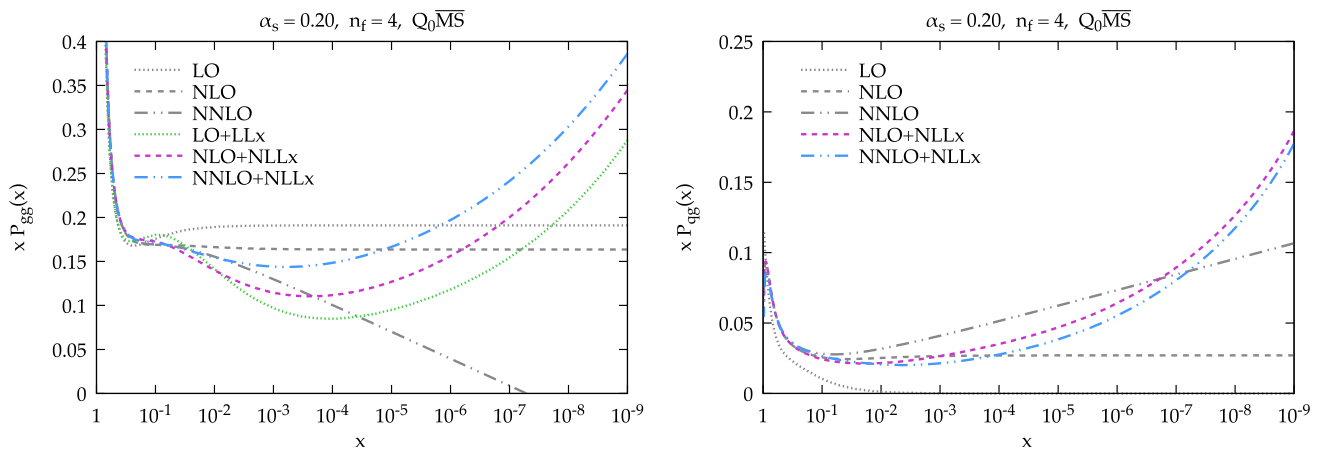 αs = 0.20, nf = 4, Q0MS
0.4
0.35
0.3
0.25
0.2
0.15
0.1
0.05
0
x Pgg(x)
LO
NLO
NNLO
LO+LLx
NLO+NLLx
NNLO+NLLx
1 10-1 10-2 10-3 10-4 10-5 10-6 10-7 10-8 10-9
x
αs = 0.20, nf = 4, Q0MS
0.25
0.2
0.15
0.1
0.05
0
x Pqg(x)
LO
NLO
NNLO
NLO+NLLx
NNLO+NLLx
1 10-1 10-2 10-3 10-4 10-5 10-6 10-7 10-8 10-9
x